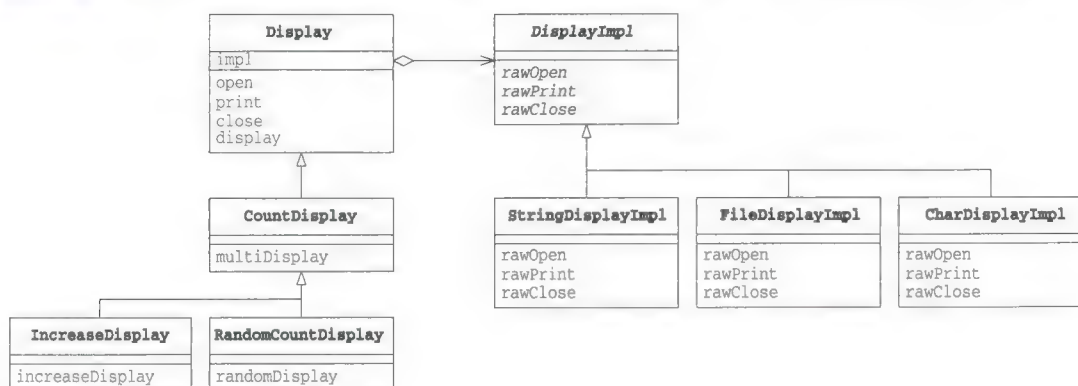 Display
impl
open
print
close
display
DisplayImpl
rawOpen
rawPrint
rawClose
CountDisplay
multiDisplay
StringDisplayImpl
rawOpen
rawPrint
rawClose
FileDisplayImpl
rawOpen
rawPrint
rawClose
CharDisplayImpl
rawOpen
rawPrint
rawClose
IncreaseDisplay
increaseDisplay
RandomCountDisplay
randomDisplay